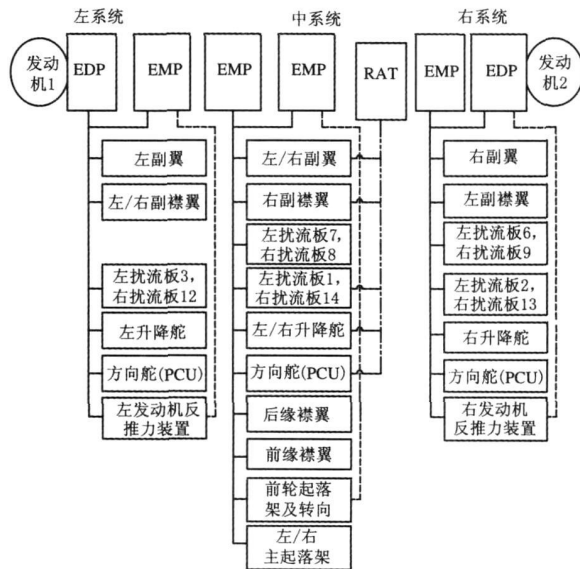 左系统
中系统
右系统
发动
机1
EDP
EMP
EMP
EMP
RAT
EMP
EDP
发动
机2
左副翼
左/右副襟翼
左扰流板3,
右扰流板12
左升降舵
方向舵(PCU)
左发动机反
推力装置
左/右副翼
右副襟翼
左扰流板7,
右扰流板8
左扰流板1,
右扰流板14
左/右升降舵
方向舵(PCU)
后缘襟翼
前缘襟翼
前轮起落
架及转向
左/右
主起落架
右副翼
左副襟翼
左扰流板6,
右扰流板9
左扰流板2,
右扰流板13
右升降舵
方向舵(PCU)
右发动机
反推力装置